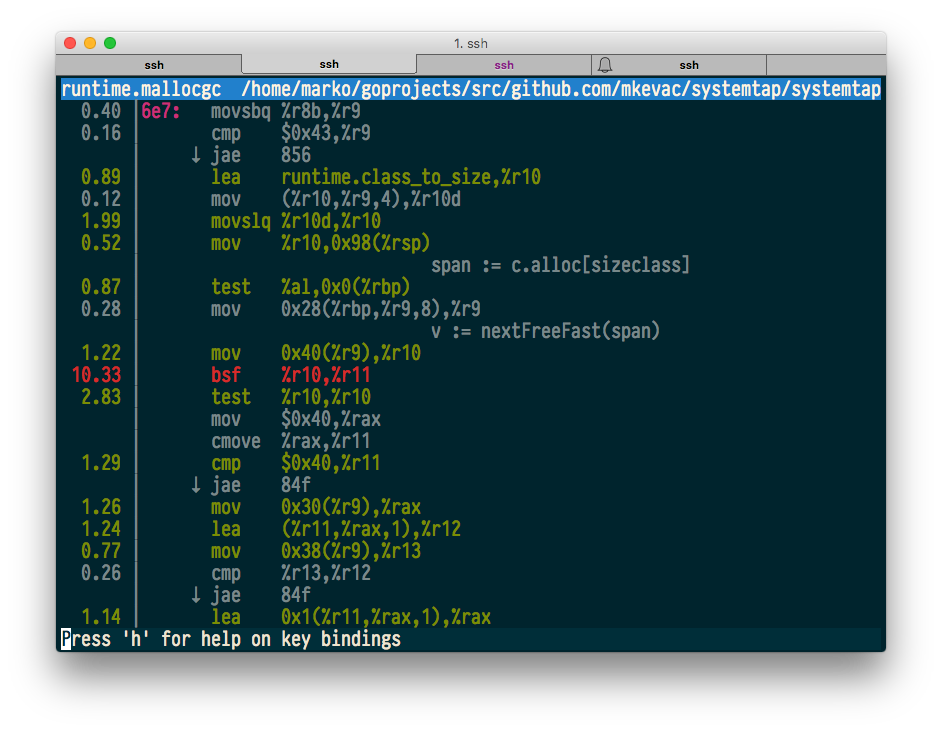 1. ssh
ssh ssh ssh ssh
runtime.mallocgc /home/marko/goprojects/src/github.com/mkevac/systemtap/systemtap
0.40 6e7: movsbq %r8b,%r9
0.16 cmp $0x43,%r9
↓ jae 856
0.89 lea runtime.class_to_size,%r10
0.12 mov (%r10,%r9,4),%r10d
1.99 movslq %r10d,%r10
0.52 mov %r10,0x98(%rsp)
span := c.alloc[sizeclass]
0.87 test %al,0x0(%rbp)
0.28 mov 0x28(%rbp,%r9,8),%r9
v := nextFreeFast(span)
1.22 mov 0x40(%r9),%r10
10.33 bsf %r10,%r11
2.83 test %r10,%r10
mov $0x40,%rax
cmove %rax,%r11
1.29 cmp $0x40,%r11
↓ jae 84f
1.26 mov 0x30(%r9),%rax
1.24 lea (%r11,%rax,1),%r12
0.77 mov 0x38(%r9),%r13
0.26 cmp %r13,%r12
↓ jae 84f
1.14 lea 0x1(%r11,%rax,1),%rax
Press 'h' for help on key bindings